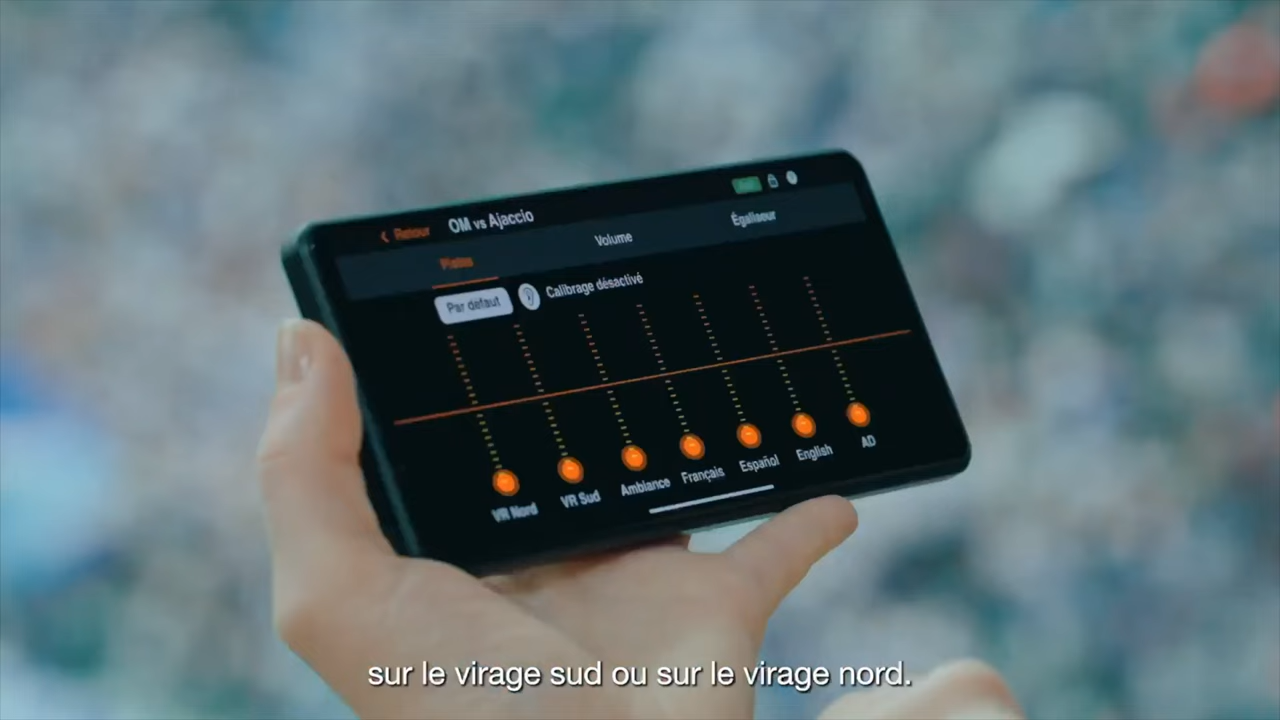 Retour OM vs Ajaccio
Pistes Volume Égaliseur
Par défaut Calibrage désactivé
VR Nord VR Sud Ambiance Français Español English AD
sur le virage sud ou sur le virage nord.